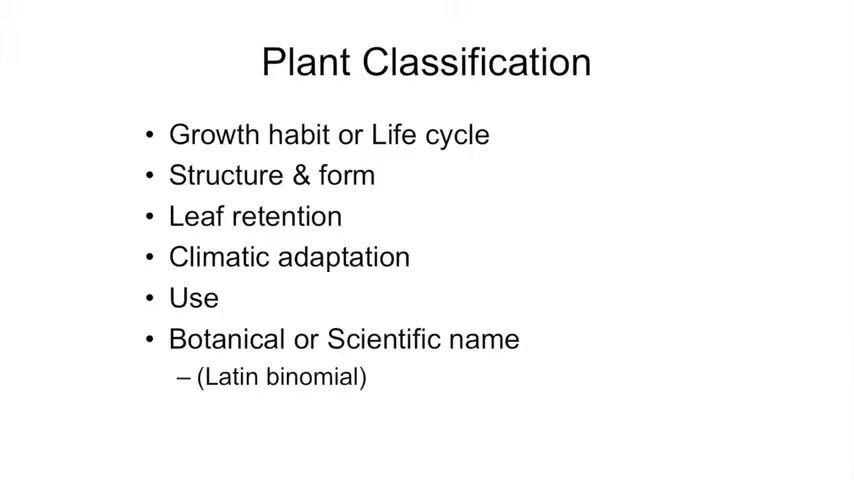 Plant Classification
• Growth habit or Life cycle
• Structure & form
• Leaf retention
• Climatic adaptation
• Use
• Botanical or Scientific name
– (Latin binomial)